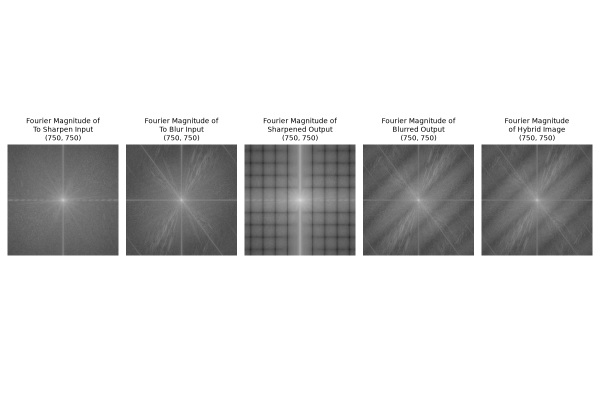 Fourier Magnitude of
To Sharpen Input
(750, 750)
Fourier Magnitude of
To Blur Input
(750, 750)
Fourier Magnitude of
Sharpened Output
(750, 750)
Fourier Magnitude of
Blurred Output
(750, 750)
Fourier Magnitude
of Hybrid Image
(750, 750)